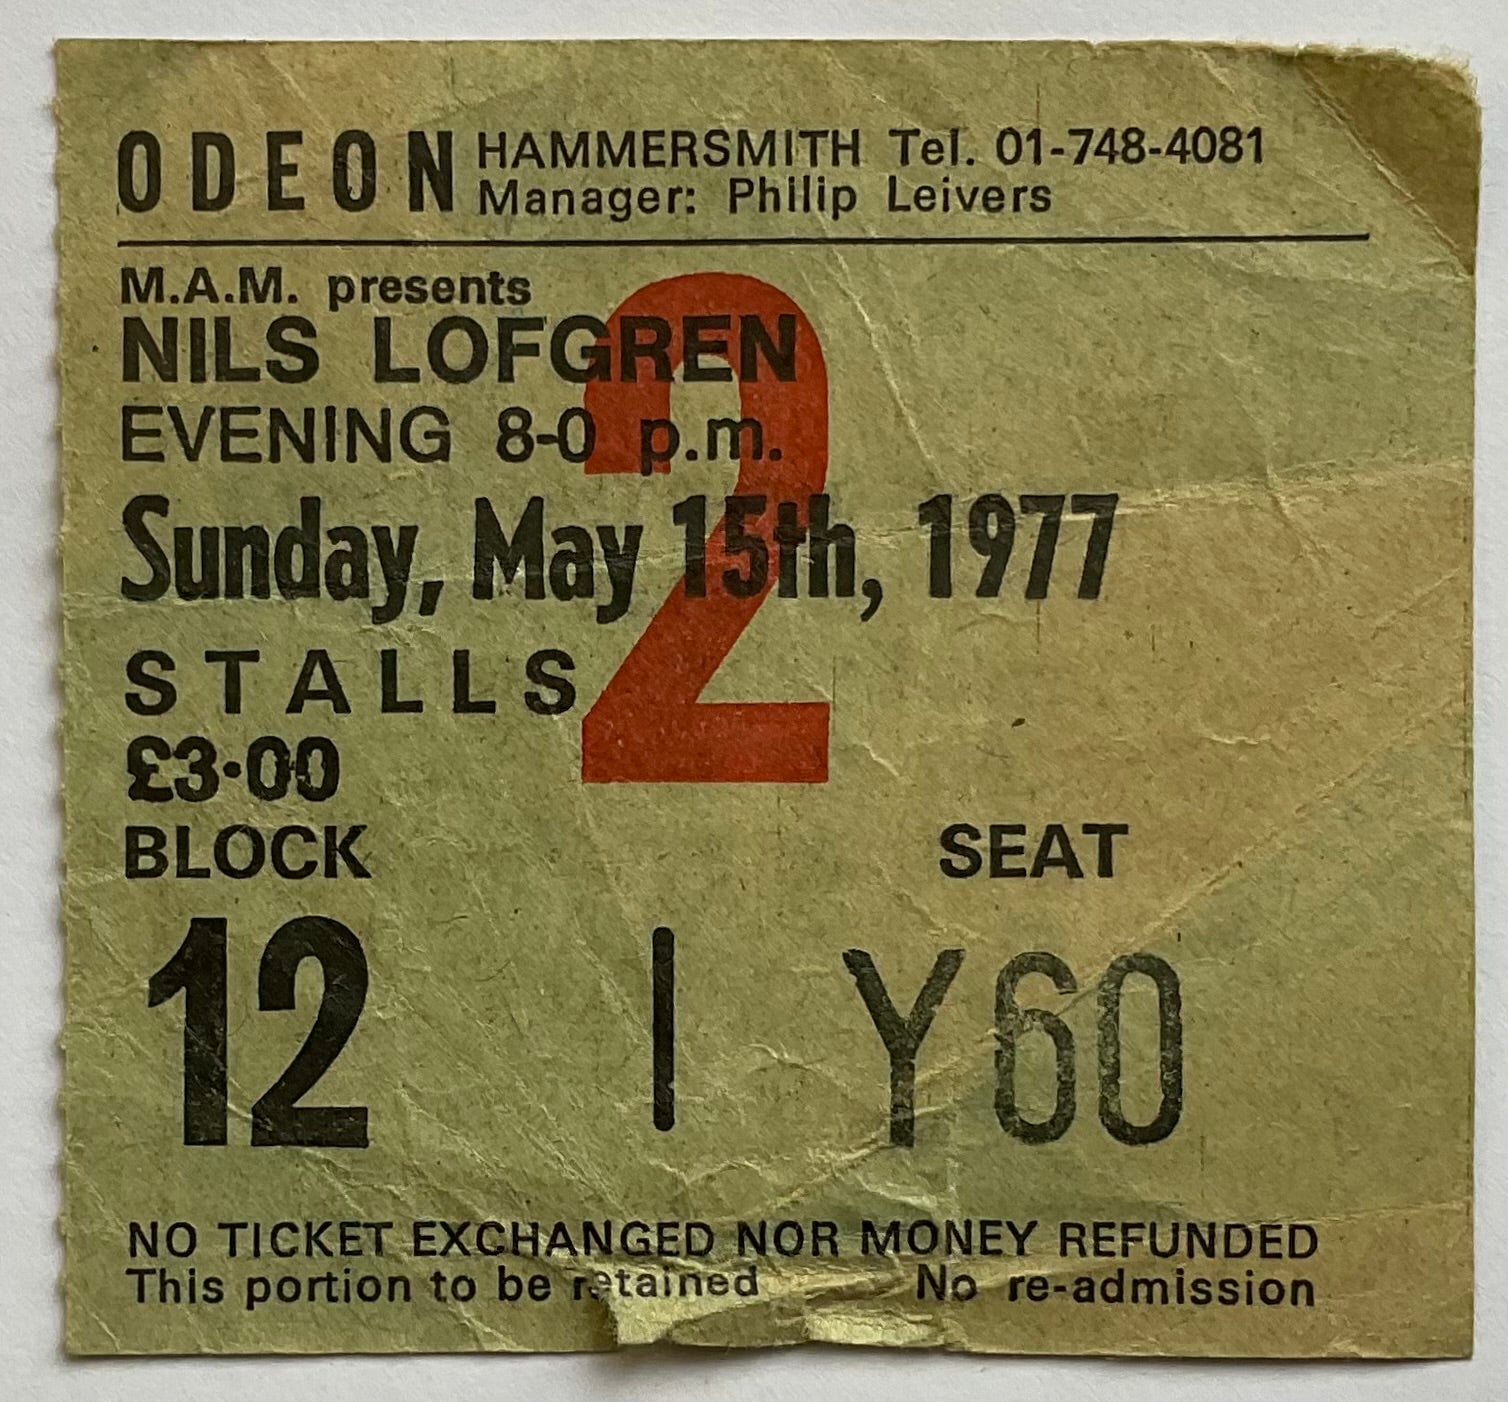 ODEON HAMMERSMITH Tel. 01-748-4081
Manager: Philip Leivers
M.A.M. presents
NILS LOFGREN
EVENING 8-0 p.m.
2
Sunday, May 15th, 1977
STALLS
£3·00
BLOCK SEAT
12 | Y60
NO TICKET EXCHANGED NOR MONEY REFUNDED
This portion to be retained No re-admission